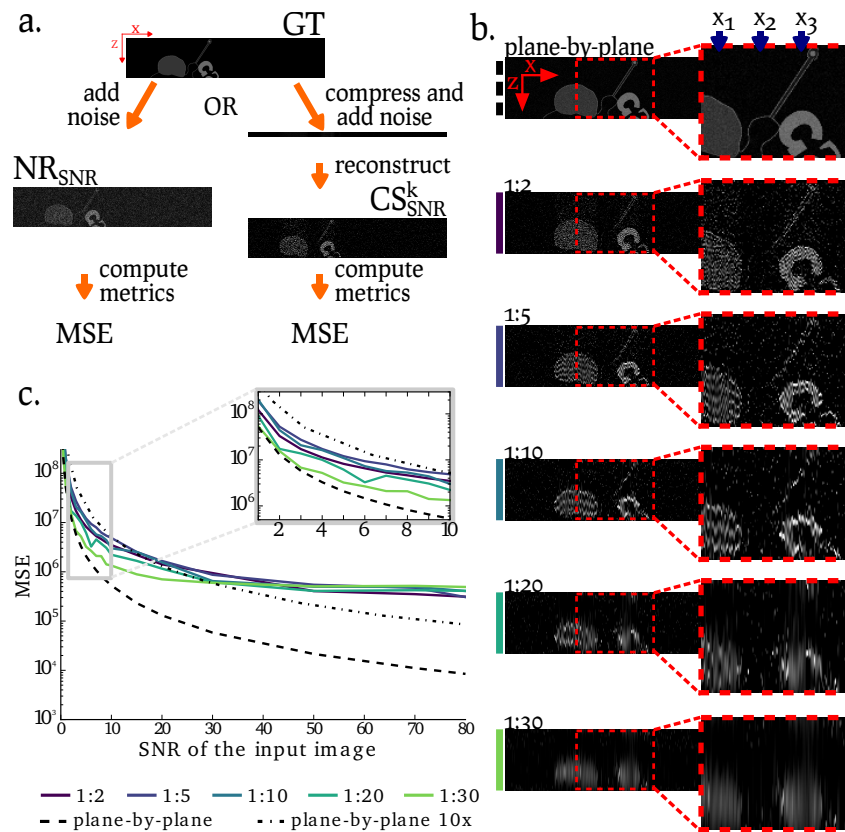 a.
GT
x
z
add
noise
OR
compress and
add noise
NR_SNR
reconstruct
CS^k_SNR
compute
metrics
compute
metrics
MSE
MSE
b.
x_1 x_2 x_3
plane-by-plane
x
z
1:2
1:5
1:10
1:20
1:30
c.
10^8
10^7
10^6
2 4 6 8 10
10^8
10^7
10^6
10^5
10^4
10^3
MSE
0 10 20 30 40 50 60 70 80
SNR of the input image
1:2 1:5 1:10 1:20 1:30
plane-by-plane plane-by-plane 10x